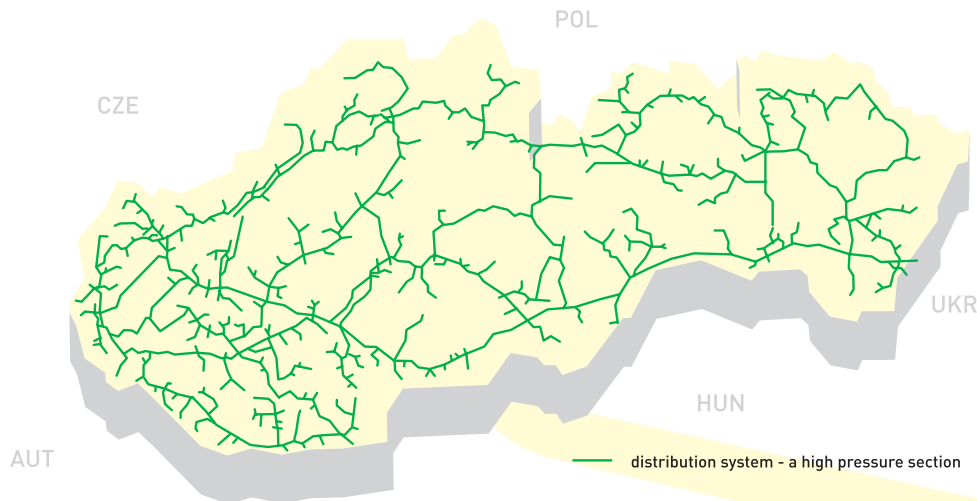 POL
CZE
UKR
HUN
AUT
distribution system - a high pressure section